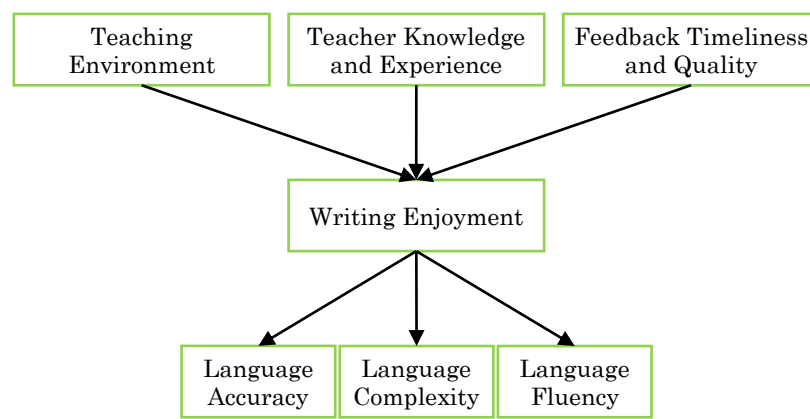 Teaching
Environment
Teacher Knowledge
and Experience
Feedback Timeliness
and Quality
Writing Enjoyment
Language
Accuracy
Language
Complexity
Language
Fluency